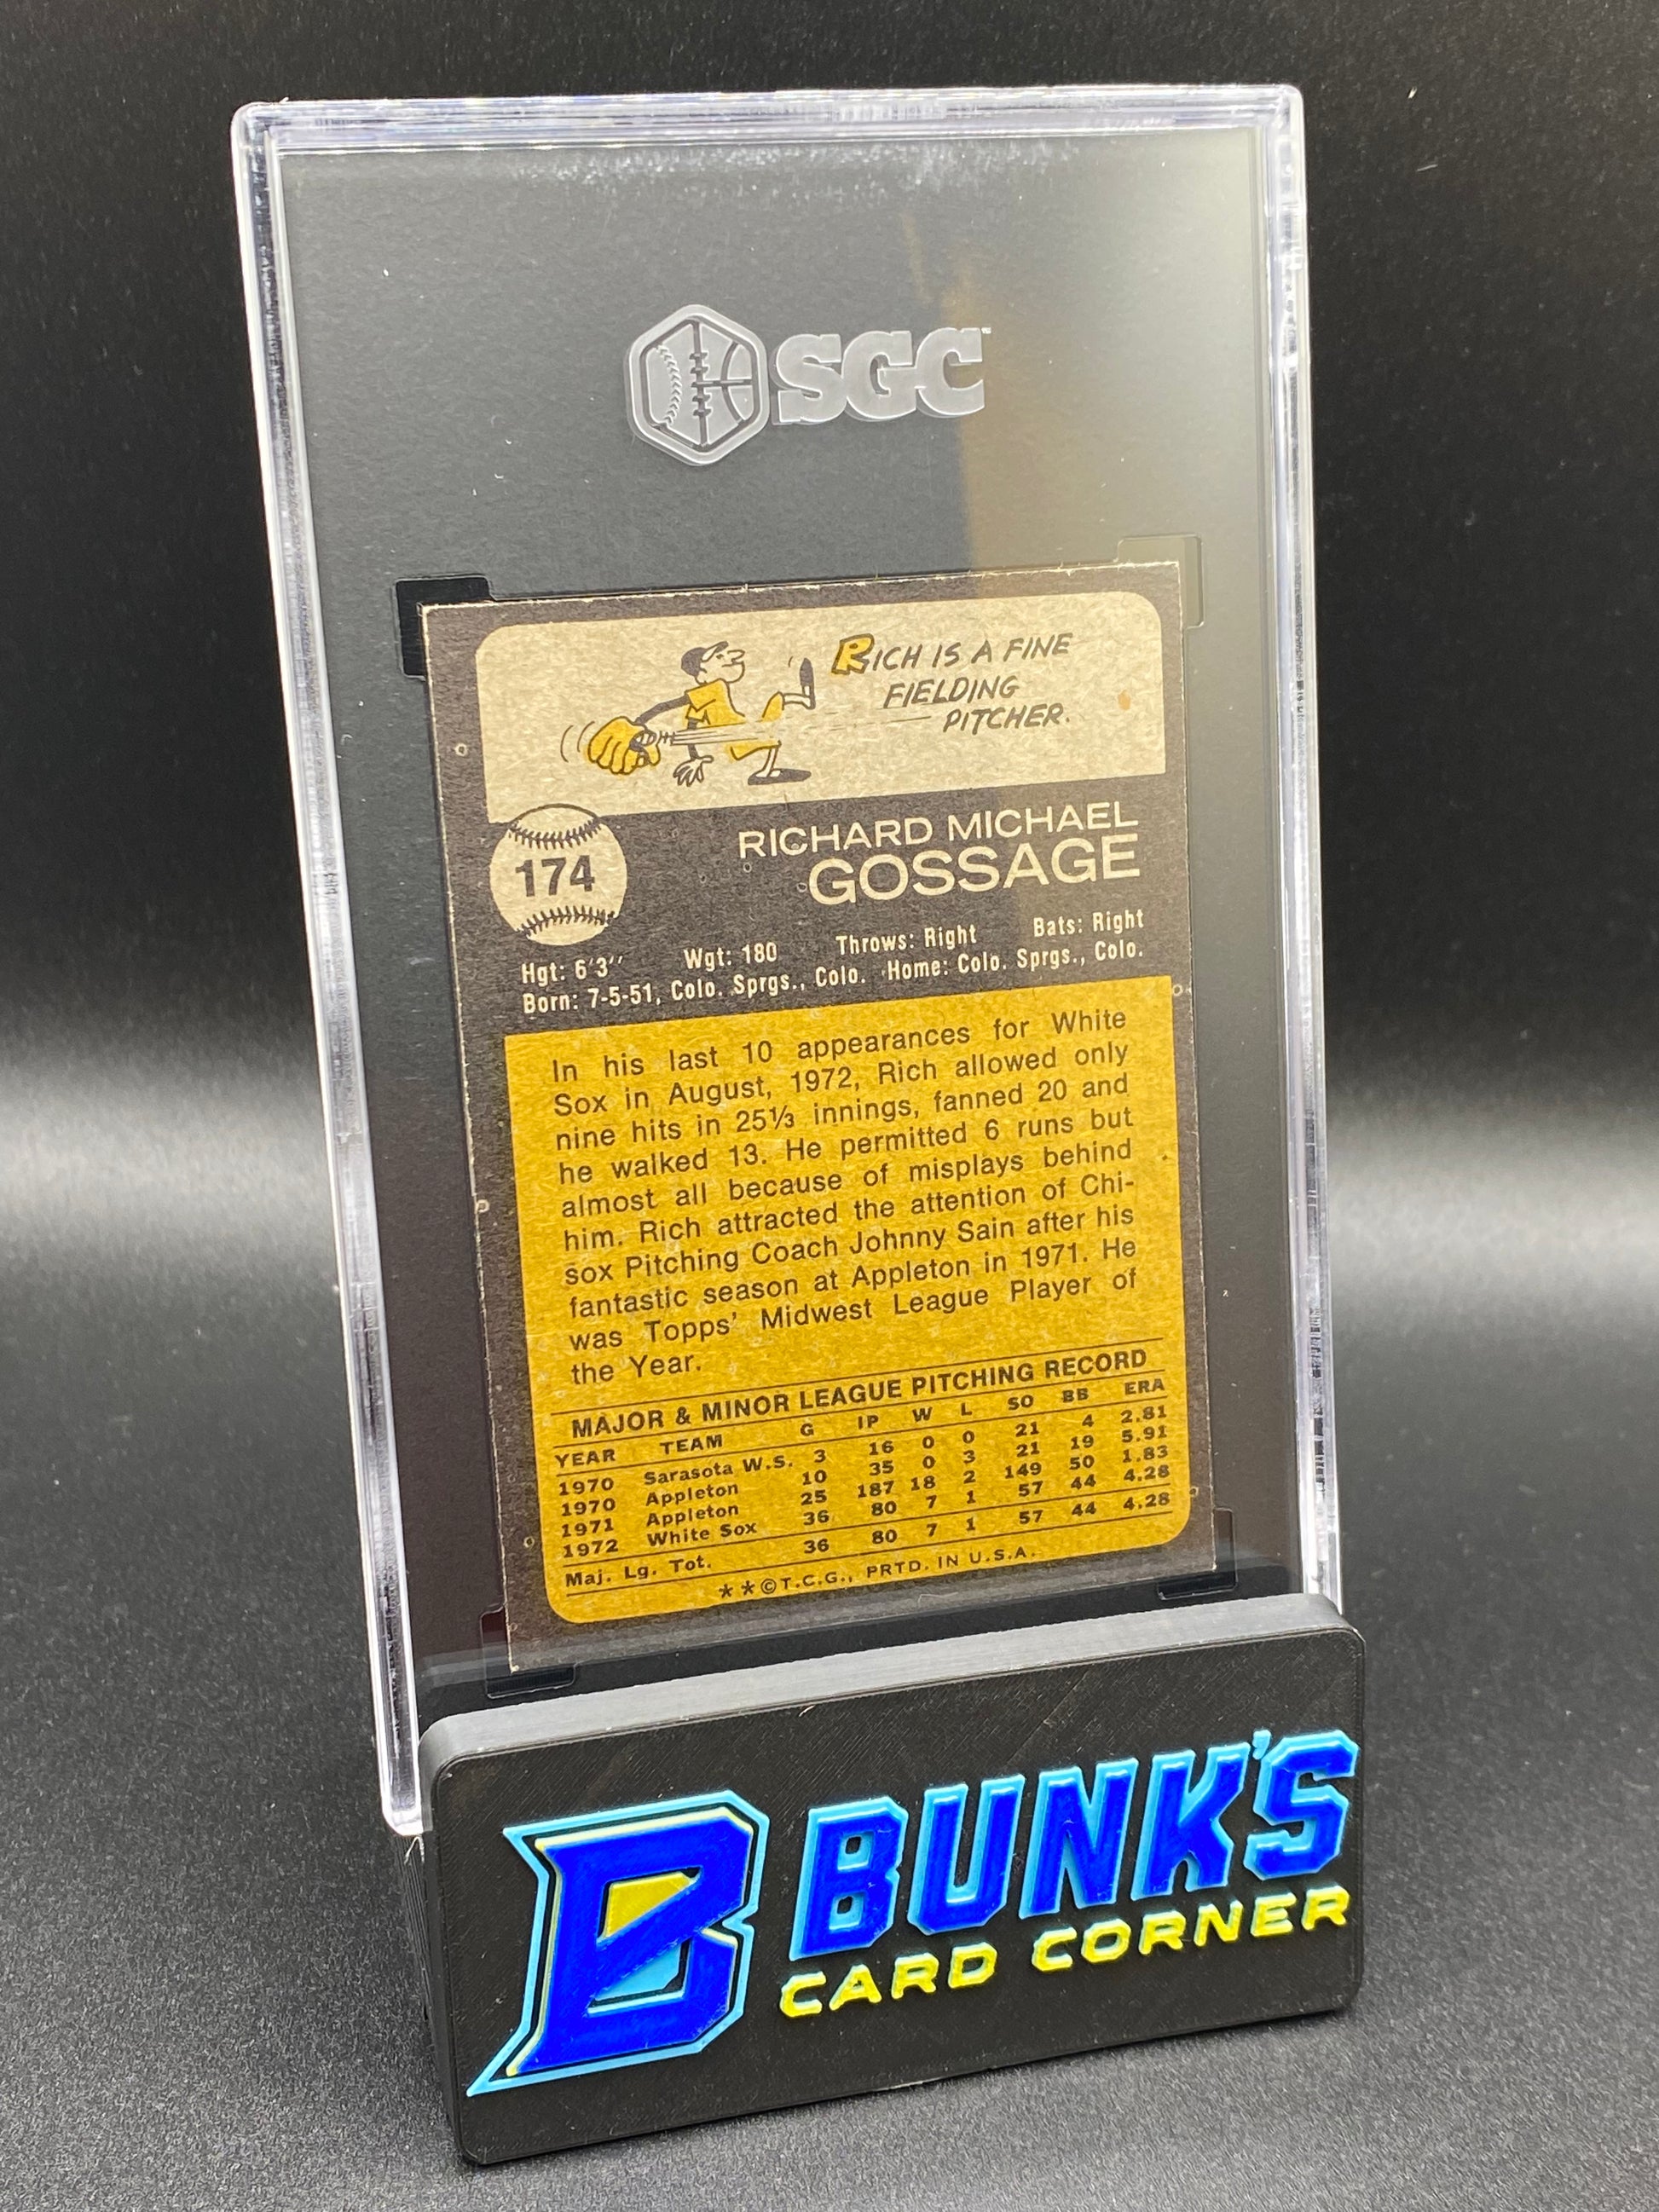 SGC™
RICH IS A FINE
FIELDING
PITCHER.
174
RICHARD MICHAEL
GOSSAGE
Hgt: 6'3'' Wgt: 180 Throws: Right Bats: Right
Born: 7-5-51, Colo. Sprgs., Colo. Home: Colo. Sprgs., Colo.
In his last 10 appearances for White
Sox in August, 1972, Rich allowed only
nine hits in 25⅓ innings, fanned 20 and
he walked 13. He permitted 6 runs but
almost all because of misplays behind
him. Rich attracted the attention of Chi-
sox Pitching Coach Johnny Sain after his
fantastic season at Appleton in 1971. He
was Topps' Midwest League Player of
the Year.
MAJOR & MINOR LEAGUE PITCHING RECORD
YEAR TEAM G IP W L SO BB ERA
1970 Sarasota W.S. 3 16 0 0 21 4 2.81
1970 Appleton 10 35 0 3 21 19 5.91
1971 Appleton 25 187 18 2 149 50 1.83
1972 White Sox 36 80 7 1 57 44 4.28
Maj. Lg. Tot. 36 80 7 1 57 44 4.28
**©T.C.G., PRTD. IN U.S.A.
B BUNK'S
CARD CORNER